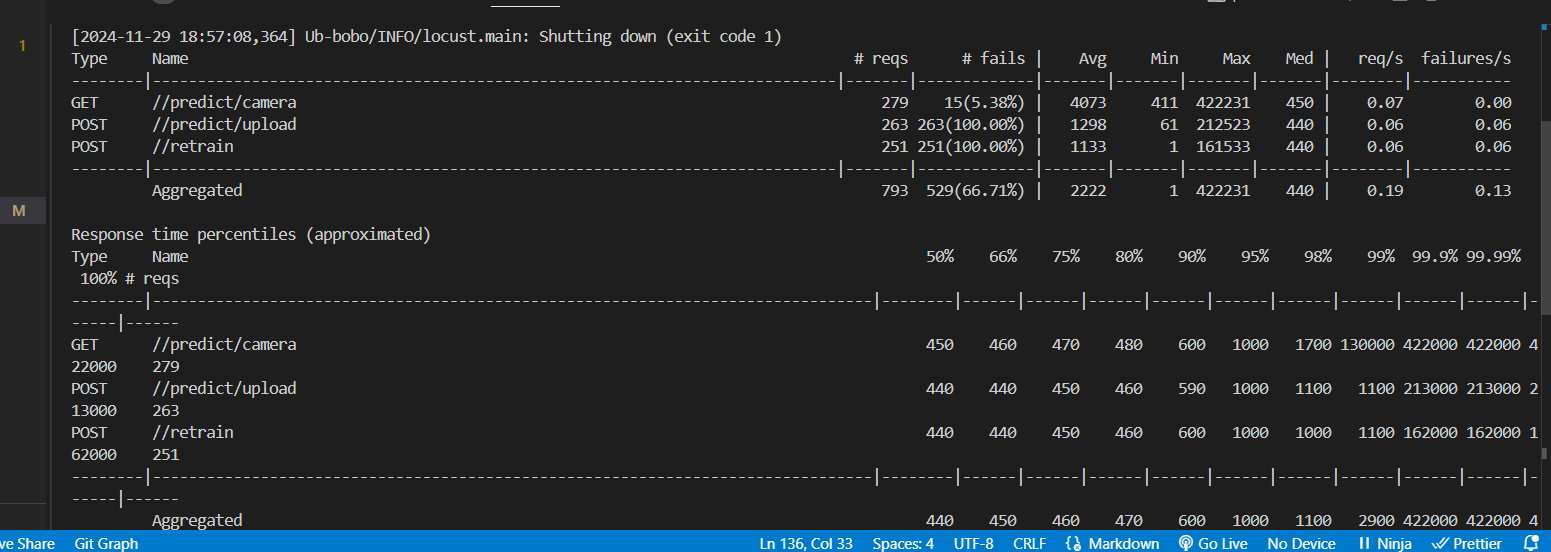 1
[2024-11-29 18:57:08,364] Ub-bobo/INFO/locust.main: Shutting down (exit code 1)
Type     Name                                                                          # reqs      # fails |    Avg     Min     Max    Med |   req/s  failures/s
--------|----------------------------------------------------------------------------|-------|-------------|-------|-------|-------|-------|--------|-----------
GET      //predict/camera                                                                 279    15(5.38%) |   4073     411  422231    450 |    0.07        0.00
POST     //predict/upload                                                                 263 263(100.00%) |   1298      61  212523    440 |    0.06        0.06
POST     //retrain                                                                        251 251(100.00%) |   1133       1  161533    440 |    0.06        0.06
--------|----------------------------------------------------------------------------|-------|-------------|-------|-------|-------|-------|--------|-----------
M
         Aggregated                                                                       793  529(66.71%) |   2222       1  422231    440 |    0.19        0.13
Response time percentiles (approximated)
Type     Name                                                                                  50%    66%    75%    80%    90%    95%    98%    99%  99.9% 99.99%
 100% # reqs
--------|--------------------------------------------------------------------------------|--------|------|------|------|------|------|------|------|------|------|-
-----|------
GET      //predict/camera                                                                      450    460    470    480    600   1000   1700 130000 422000 422000 4
22000    279
POST     //predict/upload                                                                      440    440    450    460    590   1000   1100   1100 213000 213000 2
13000    263
POST     //retrain                                                                             440    440    450    460    600   1000   1000   1100 162000 162000 1
62000    251
--------|--------------------------------------------------------------------------------|--------|------|------|------|------|------|------|------|------|------|-
-----|------
         Aggregated                                                                            440    450    460    470    600   1000   1100   2900 422000 422000 4
ve Share Git Graph Ln 136, Col 33 Spaces: 4 UTF-8 CRLF Markdown Go Live No Device Ninja Prettier